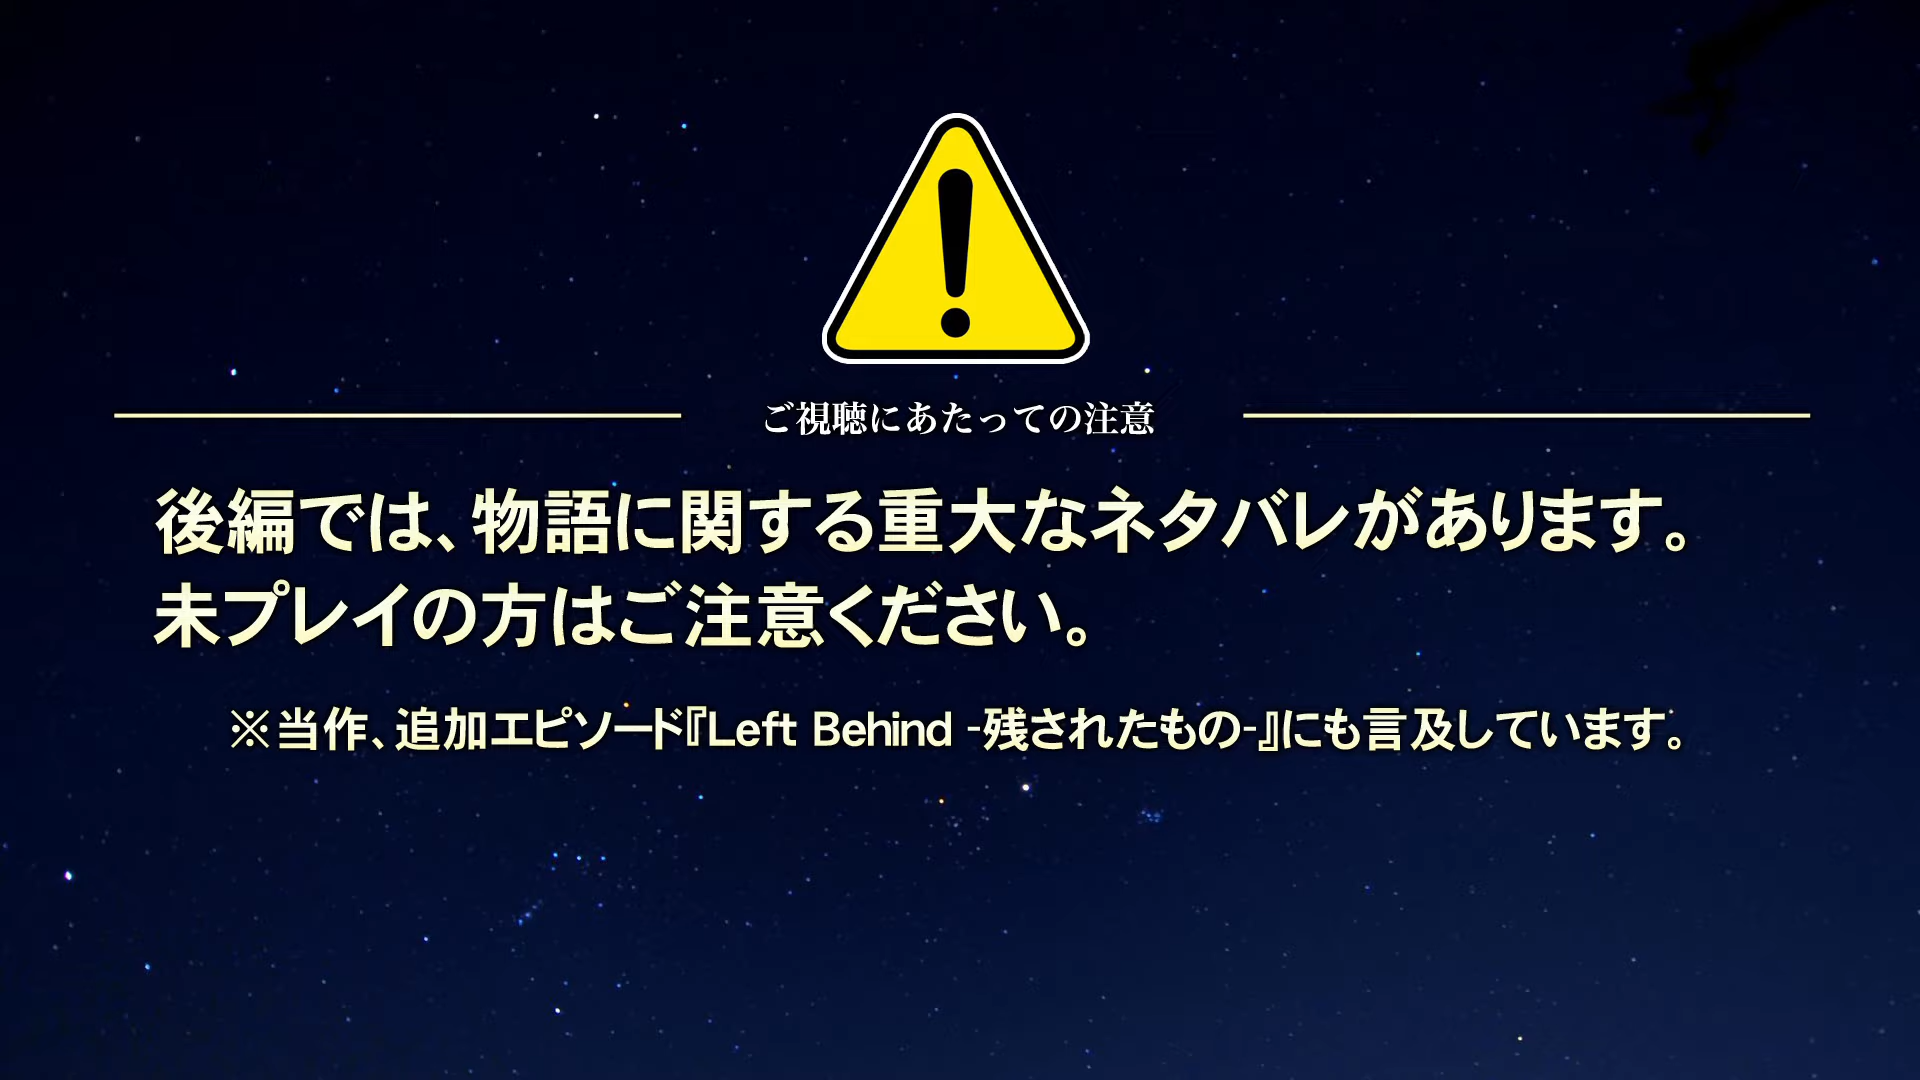 ご視聴にあたっての注意
後編では、物語に関する重大なネタバレがあります。
未プレイの方はご注意ください。
※当作、追加エピソード『Left Behind -残されたもの-』にも言及しています。